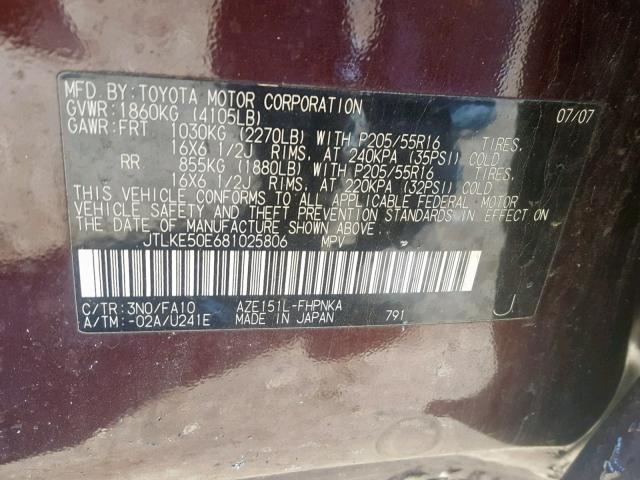 MFD.BY:TOYOTA MOTOR CORPORATION 07/07
GVWR:1860KG (4105LB)
GAWR:FRT 1030KG (2270LB) WITH P205/55R16 TIRES,
16X6 1/2J RIMS, AT 240KPA (35PSI) COLD
RR 855KG (1880LB) WITH P205/55R16 TIRES,
16X6 1/2J RIMS, AT 220KPA (32PSI) COLD
THIS VEHICLE CONFORMS TO ALL APPLICABLE FEDERAL MOTOR
VEHICLE SAFETY AND THEFT PREVENTION STANDARDS IN EFFECT ON
THE DATE OF MANUFACTURE SHOWN ABOVE.
JTLKE50E681025806 MPV
C/TR:3N0/FA10 AZE151L-FHPNKA
A/TM:-02A/U241E MADE IN JAPAN 791 J